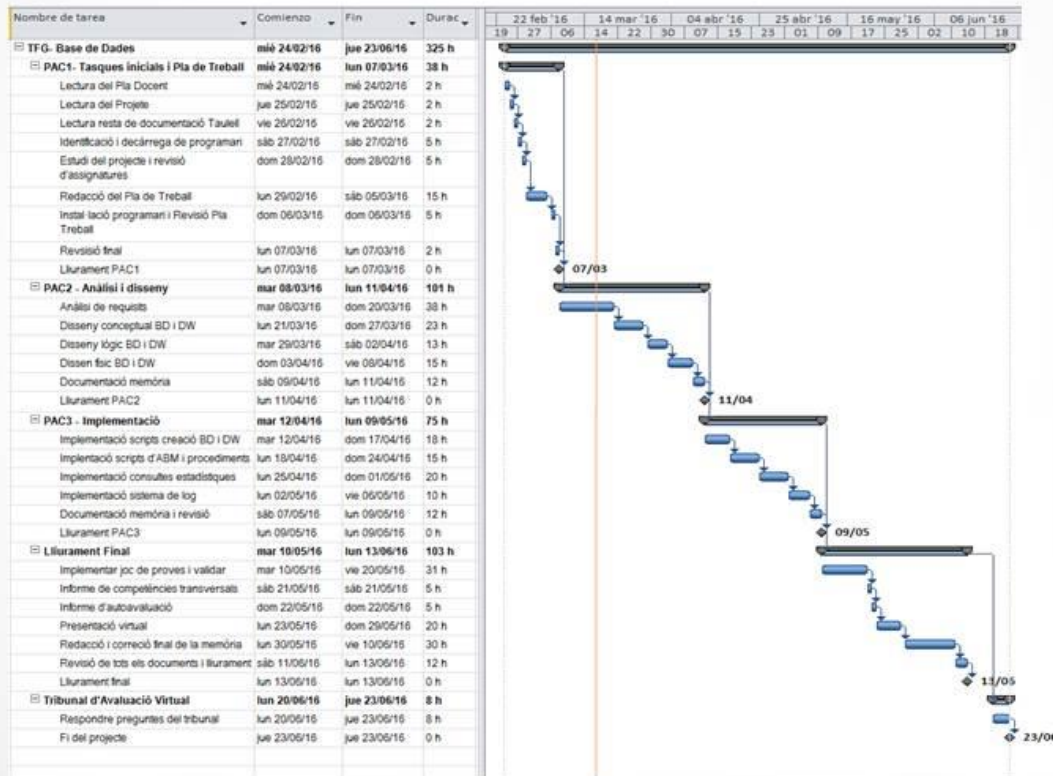 Nombre de tarea Comienzo Fin Durac 22 feb '16 14 mar '16 04 abr '16 25 abr '16 16 may '16 06 jun '16
19 27 06 14 22 30 07 15 23 01 09 17 25 02 10 18
TFG- Base de Dades mié 24/02/16 jue 23/06/16 325 h
PAC1- Tasques inicials i Pla de Treball mié 24/02/16 lun 07/03/16 38 h
Lectura del Pla Docent mié 24/02/16 mié 24/02/16 2 h
Lectura del Projete jue 25/02/16 jue 25/02/16 2 h
Lectura resta de documentació Taulell vie 26/02/16 vie 26/02/16 2 h
Identificació i decàrrega de programari sáb 27/02/16 sáb 27/02/16 5 h
Estudi del projecte i revisió dom 28/02/16 dom 28/02/16 5 h
d'assignatures
Redacció del Pla de Treball lun 29/02/16 sáb 05/03/16 15 h
Instal·lació programari i Revisió Pla dom 06/03/16 dom 06/03/16 5 h
Treball
Revsisió final lun 07/03/16 lun 07/03/16 2 h
Lliurament PAC1 lun 07/03/16 lun 07/03/16 0 h 07/03
PAC2 - Anàlisi i disseny mar 08/03/16 lun 11/04/16 101 h
Anàlisi de requisits mar 08/03/16 dom 20/03/16 38 h
Disseny conceptual BD i DW lun 21/03/16 dom 27/03/16 23 h
Disseny lògic BD i DW mar 29/03/16 sáb 02/04/16 13 h
Dissen físic BD i DW dom 03/04/16 vie 08/04/16 15 h
Documentació memòria sáb 09/04/16 lun 11/04/16 12 h
Lliurament PAC2 lun 11/04/16 lun 11/04/16 0 h 11/04
PAC3 - Implementació mar 12/04/16 lun 09/05/16 75 h
Implementació scripts creació BD i DW mar 12/04/16 dom 17/04/16 18 h
Implentació scripts d'ABM i procediments lun 18/04/16 dom 24/04/16 15 h
Implementació consultes estadístiques lun 25/04/16 dom 01/05/16 20 h
Implementació sistema de log lun 02/05/16 vie 06/05/16 10 h
Documentació memòria i revisió sáb 07/05/16 lun 09/05/16 12 h
Lliurament PAC3 lun 09/05/16 lun 09/05/16 0 h 09/05
Lliurament Final mar 10/05/16 lun 13/06/16 103 h
Implementar joc de proves i validar mar 10/05/16 vie 20/05/16 31 h
Informe de competències transversals sáb 21/05/16 sáb 21/05/16 5 h
Informe d'autoavaluació dom 22/05/16 dom 22/05/16 5 h
Presentació virtual lun 23/05/16 dom 29/05/16 20 h
Redacció i correció final de la memòria lun 30/05/16 vie 10/06/16 30 h
Revisió de tots els documents i lliurament sáb 11/06/16 lun 13/06/16 12 h
Lliurament final lun 13/06/16 lun 13/06/16 0 h 13/06
Tribunal d'Avaluació Virtual lun 20/06/16 jue 23/06/16 8 h
Respondre preguntes del tribunal lun 20/06/16 jue 23/06/16 8 h
Fi del projecte jue 23/06/16 jue 23/06/16 0 h 23/06